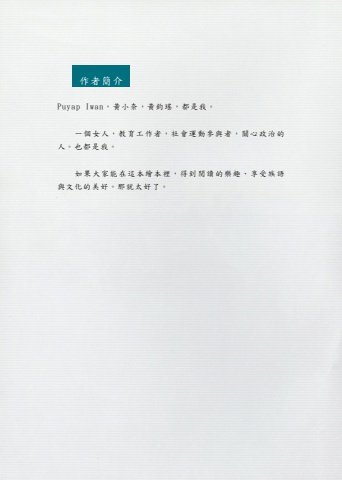 作者簡介
Puyap Iwan，黃小奈，黃鈞瑤，都是我。
一個女人、教育工作者，社會運動參與者，關心政治的
人。也都是我。
如果大家能在這本繪本裡，得到閱讀的樂趣、享受族語
與文化的美好。那就太好了。